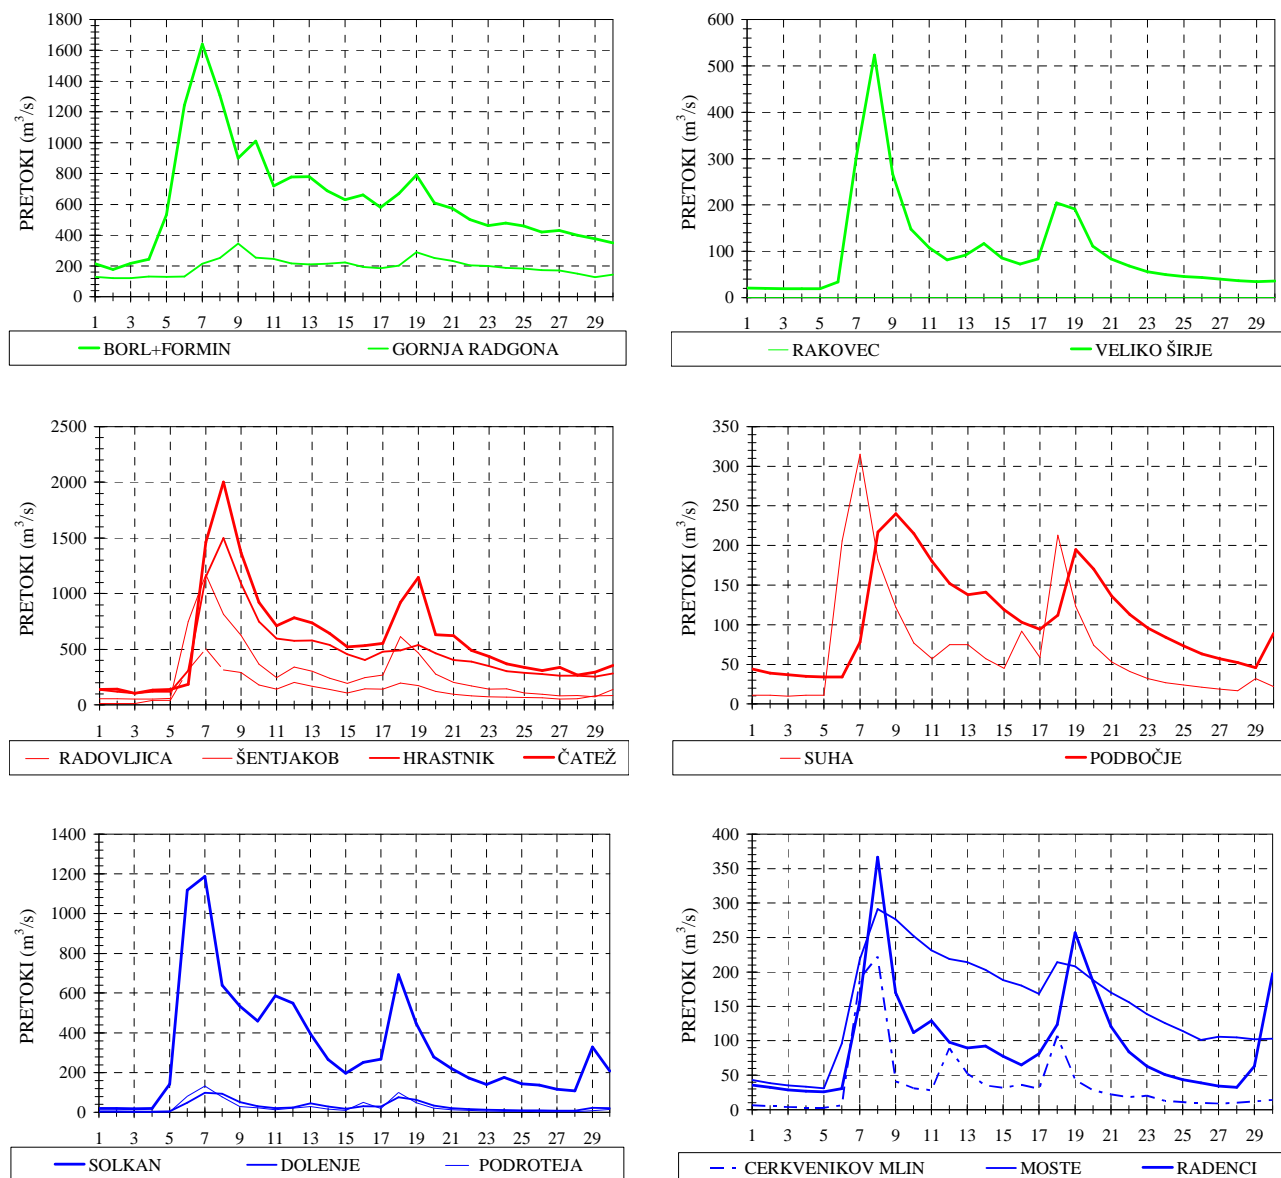 PRETOKI (m³/s)
1800
1600
1400
1200
1000
800
600
400
200
0
1 3 5 7 9 11 13 15 17 19 21 23 25 27 29
BORL+FORMIN GORNJA RADGONA
PRETOKI (m³/s)
600
500
400
300
200
100
0
1 3 5 7 9 11 13 15 17 19 21 23 25 27 29
RAKOVEC VELIKO ŠIRJE
PRETOKI (m³/s)
2500
2000
1500
1000
500
0
1 3 5 7 9 11 13 15 17 19 21 23 25 27 29
RADOVLJICA ŠENTJAKOB HRASTNIK ČATEŽ
PRETOKI (m³/s)
350
300
250
200
150
100
50
0
1 3 5 7 9 11 13 15 17 19 21 23 25 27 29
SUHA PODBOČJE
PRETOKI (m³/s)
1400
1200
1000
800
600
400
200
0
1 3 5 7 9 11 13 15 17 19 21 23 25 27 29
SOLKAN DOLENJE PODROTEJA
PRETOKI (m³/s)
400
350
300
250
200
150
100
50
0
1 3 5 7 9 11 13 15 17 19 21 23 25 27 29
CERKVENIKOV MLIN MOSTE RADENCI